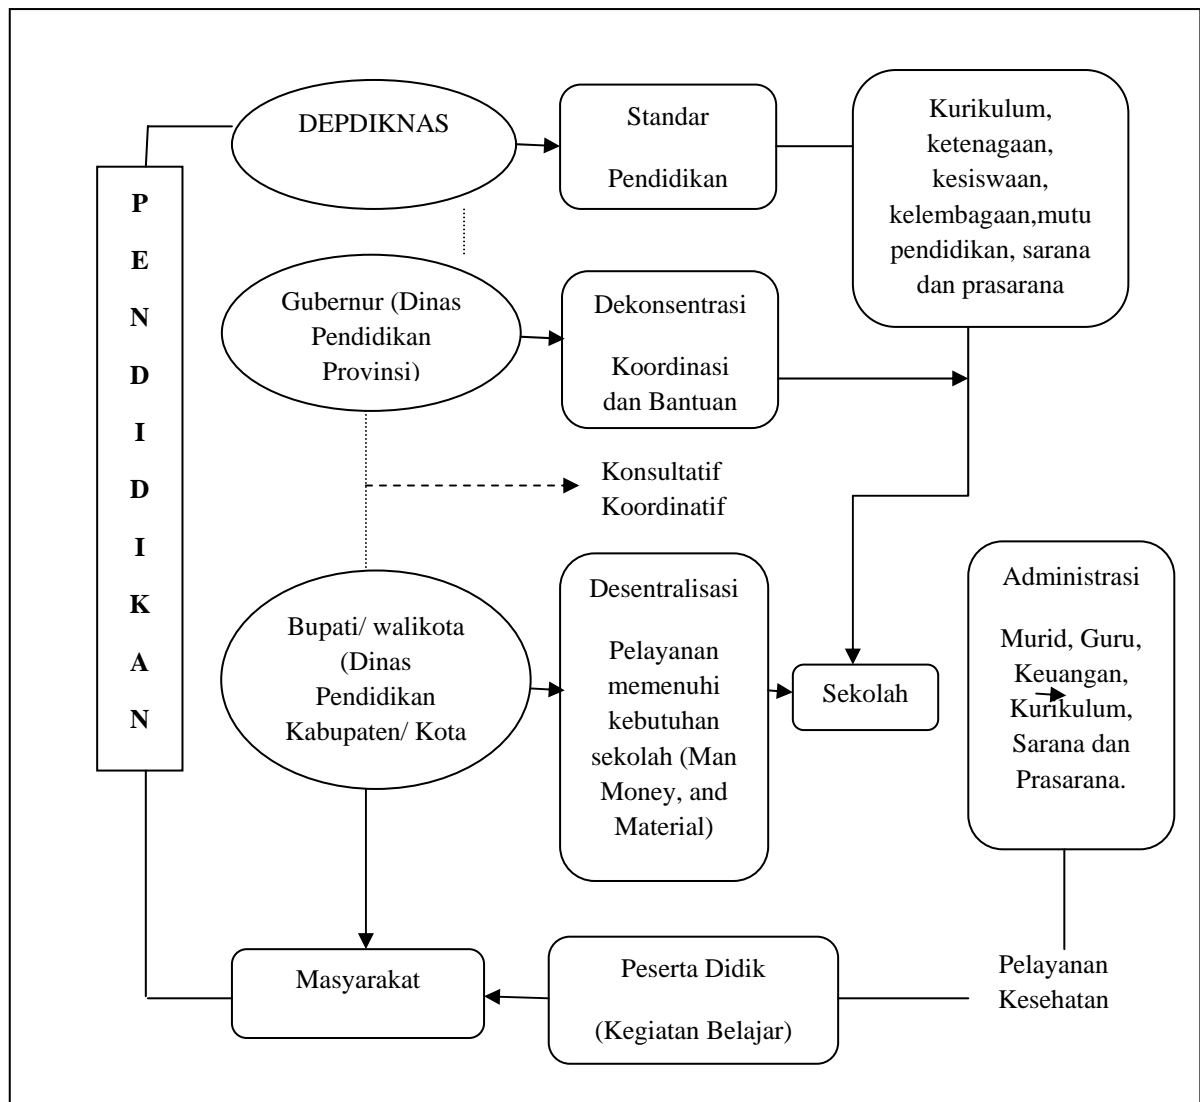 DEPDIKNAS
Standar
Pendidikan
Kurikulum,
ketenagaan,
kesiswaan,
kelembagaan,mutu
pendidikan, sarana
dan prasarana
P
E
N
D
I
D
I
K
A
N
Gubernur (Dinas
Pendidikan
Provinsi)
Dekonsentrasi
Koordinasi
dan Bantuan
Konsultatif
Koordinatif
Bupati/ walikota
(Dinas
Pendidikan
Kabupaten/ Kota
Desentralisasi
Pelayanan
memenuhi
kebutuhan
sekolah (Man
Money, and
Material)
Sekolah
Administrasi
Murid, Guru,
Keuangan,
Kurikulum,
Sarana dan
Prasarana.
Masyarakat
Peserta Didik
(Kegiatan Belajar)
Pelayanan
Kesehatan